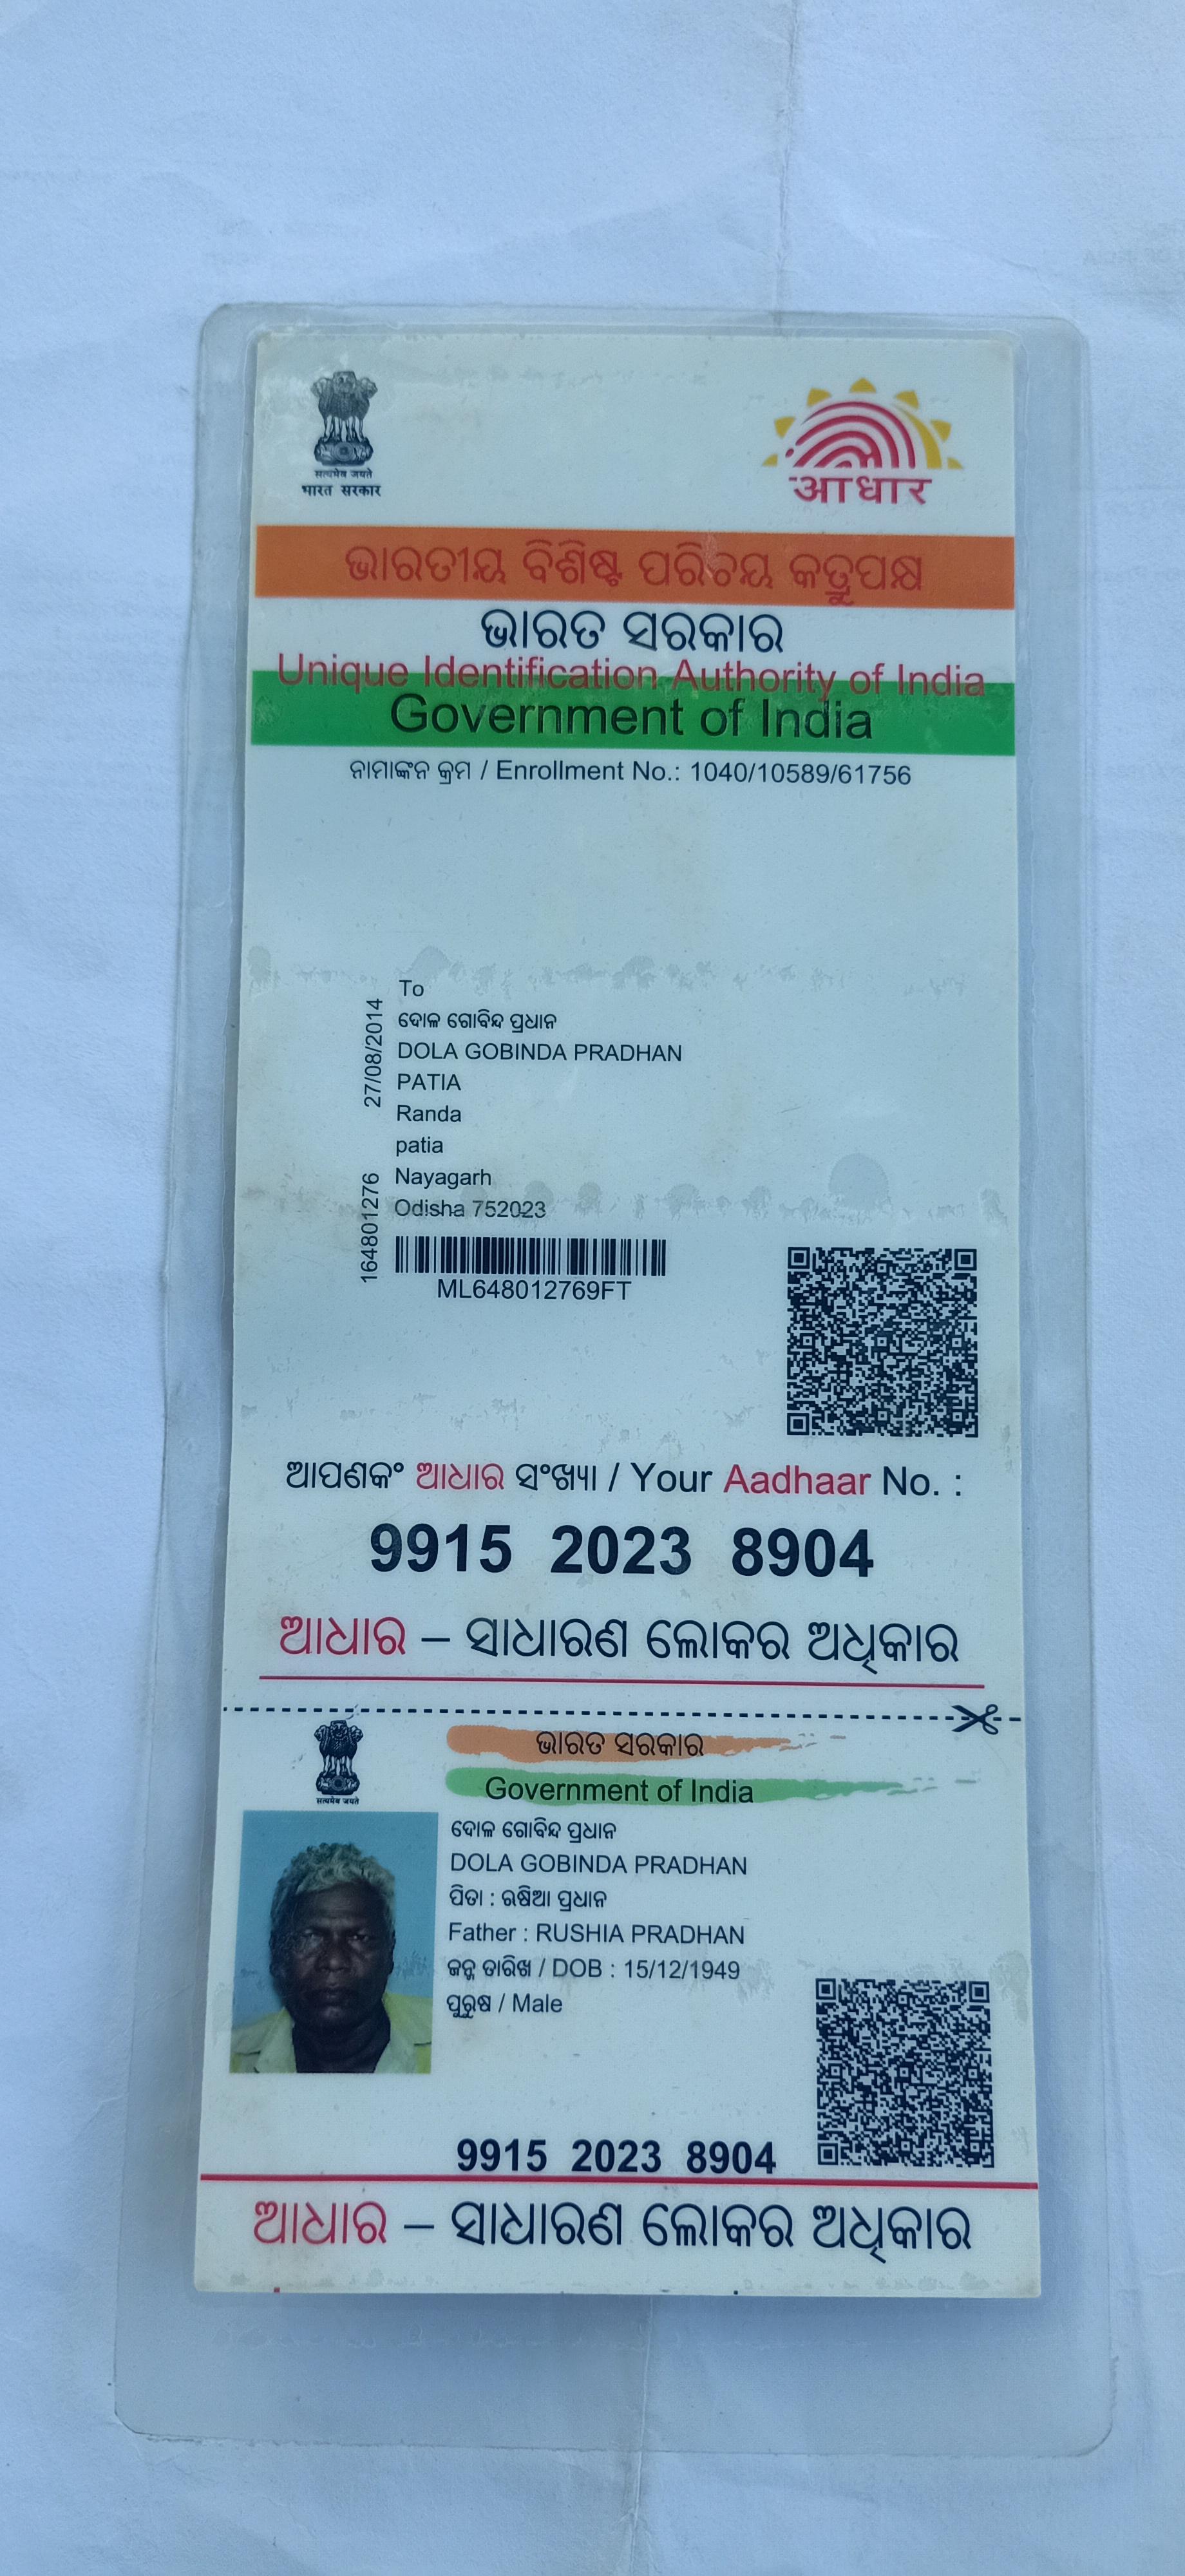 सत्यमेव जयते
भारत सरकार
आधार
ଭାରତୀୟ ବିଶିଷ୍ଟ ପରିଚୟ କତ୍ରୁପକ୍ଷ
ଭାରତ ସରକାର
Unique Identification Authority of India
Government of India
ନାମାଙ୍କନ କ୍ରମ / Enrollment No.: 1040/10589/61756
27/08/2014
164801276
To
ଦୋଳ ଗୋବିନ୍ଦ ପ୍ରଧାନ
DOLA GOBINDA PRADHAN
PATIA
Randa
patia
Nayagarh
Odisha 752023
ML648012769FT
ଆପଣକଂ ଆଧାର ସଂଖ୍ୟା / Your Aadhaar No. :
9915 2023 8904
ଆଧାର – ସାଧାରଣ ଲୋକର ଅଧିକାର
सत्यमेव जयते
ଭାରତ ସରକାର
Government of India
ଦୋଳ ଗୋବିନ୍ଦ ପ୍ରଧାନ
DOLA GOBINDA PRADHAN
ପିତା : ଋଷିଆ ପ୍ରଧାନ
Father : RUSHIA PRADHAN
ଜନ୍ମ ତାରିଖ / DOB : 15/12/1949
ପୁରୁଷ / Male
9915 2023 8904
ଆଧାର – ସାଧାରଣ ଲୋକର ଅଧିକାର